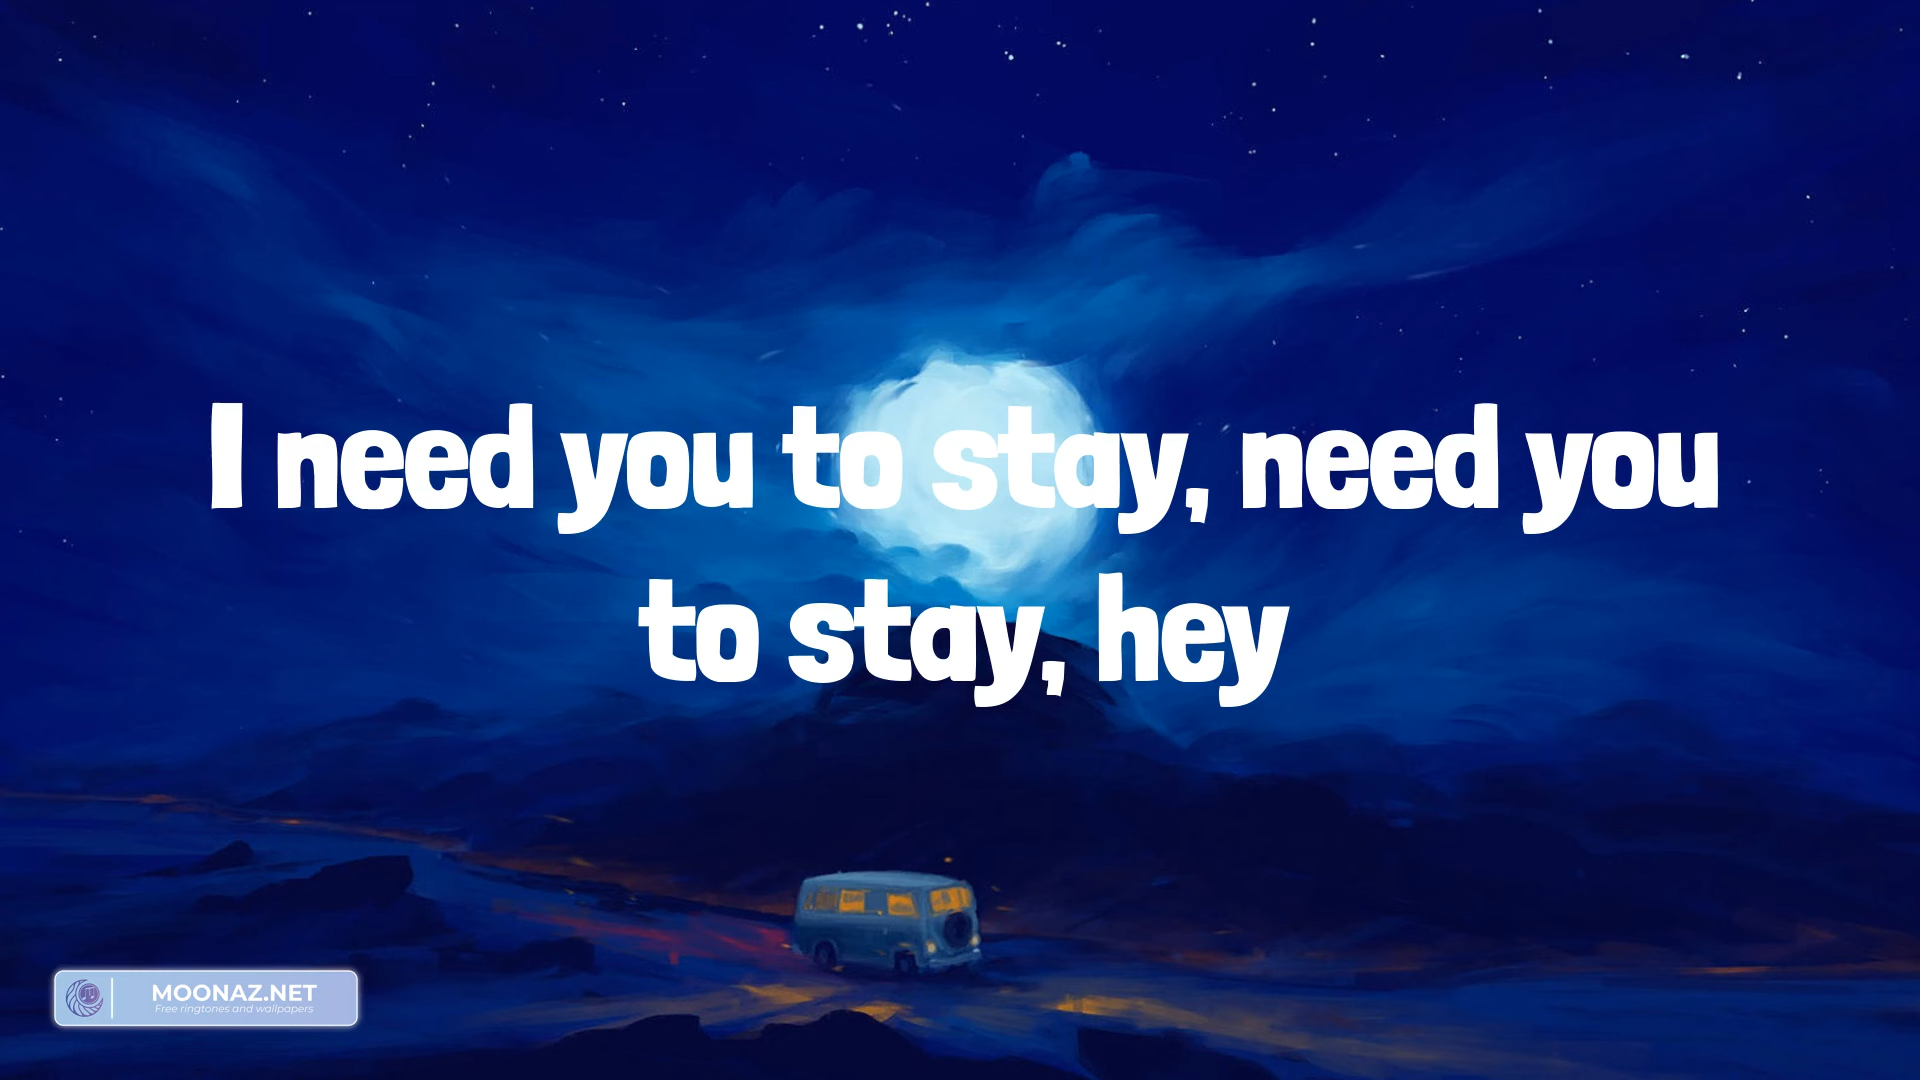 I need you to stay, need you
to stay, hey
MOONAZ.NET
Free ringtones and wallpapers